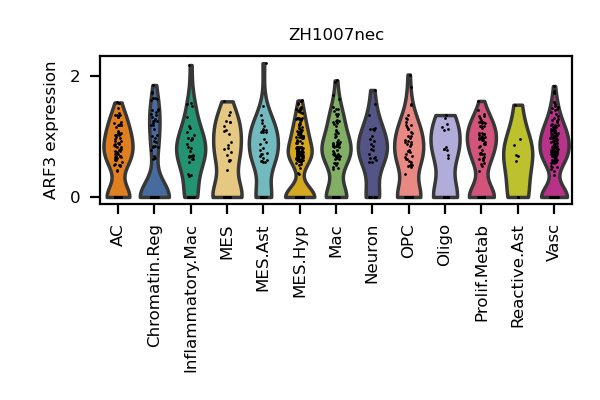 ZH1007nec
ARF3 expression
2
0
AC
Chromatin.Reg
Inflammatory.Mac
MES
MES.Ast
MES.Hyp
Mac
Neuron
OPC
Oligo
Prolif.Metab
Reactive.Ast
Vasc